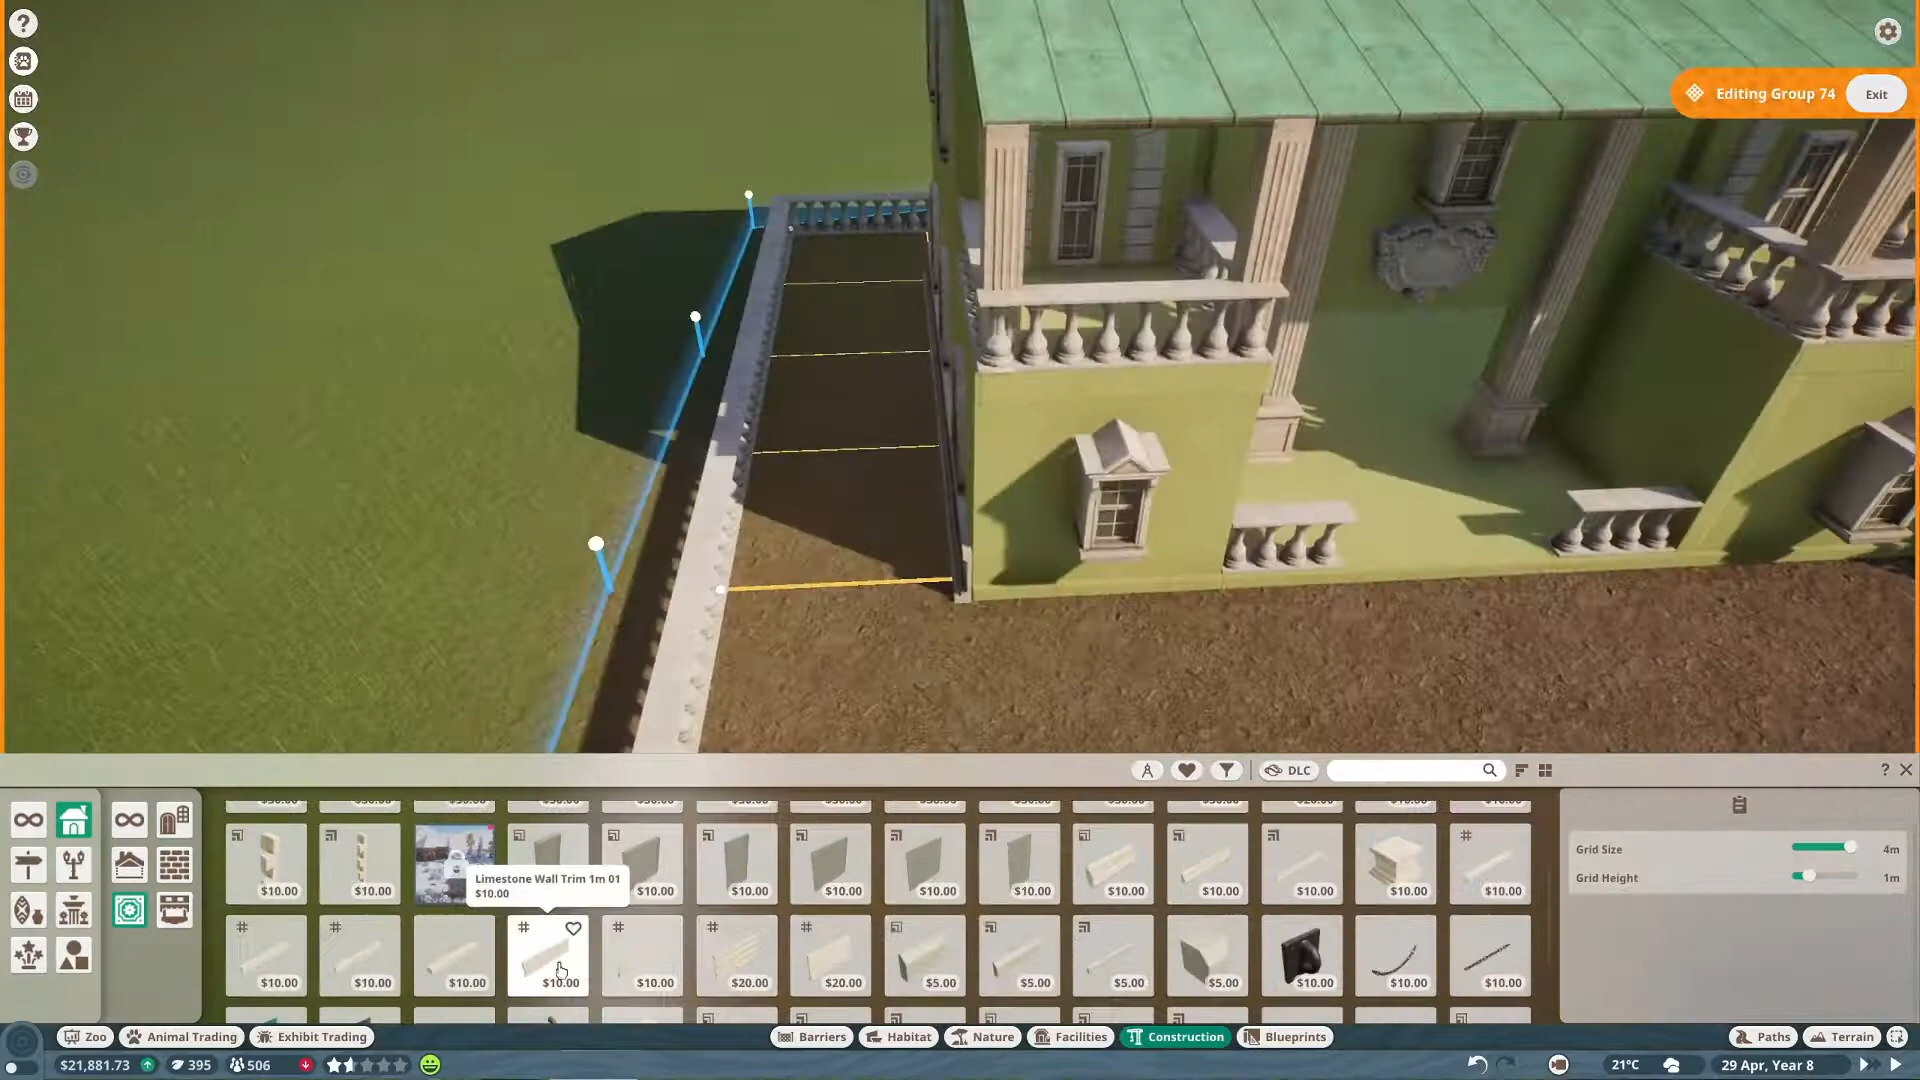 Editing Group 74
Exit
DLC
?
$10.00 $10.00 $10.00 $10.00 $10.00 $10.00 $10.00 $10.00 $10.00 $10.00 $10.00 $10.00
Limestone Wall Trim 1m 01
$10.00
Grid Size 4m
Grid Height 1m
$10.00 $10.00 $10.00 $10.00 $10.00 $20.00 $20.00 $5.00 $5.00 $5.00 $5.00 $10.00 $10.00 $10.00
Zoo Animal Trading Exhibit Trading Barriers Habitat Nature Facilities Construction Blueprints Paths Terrain
$21,881.73 395 506 21°C 29 Apr, Year 8